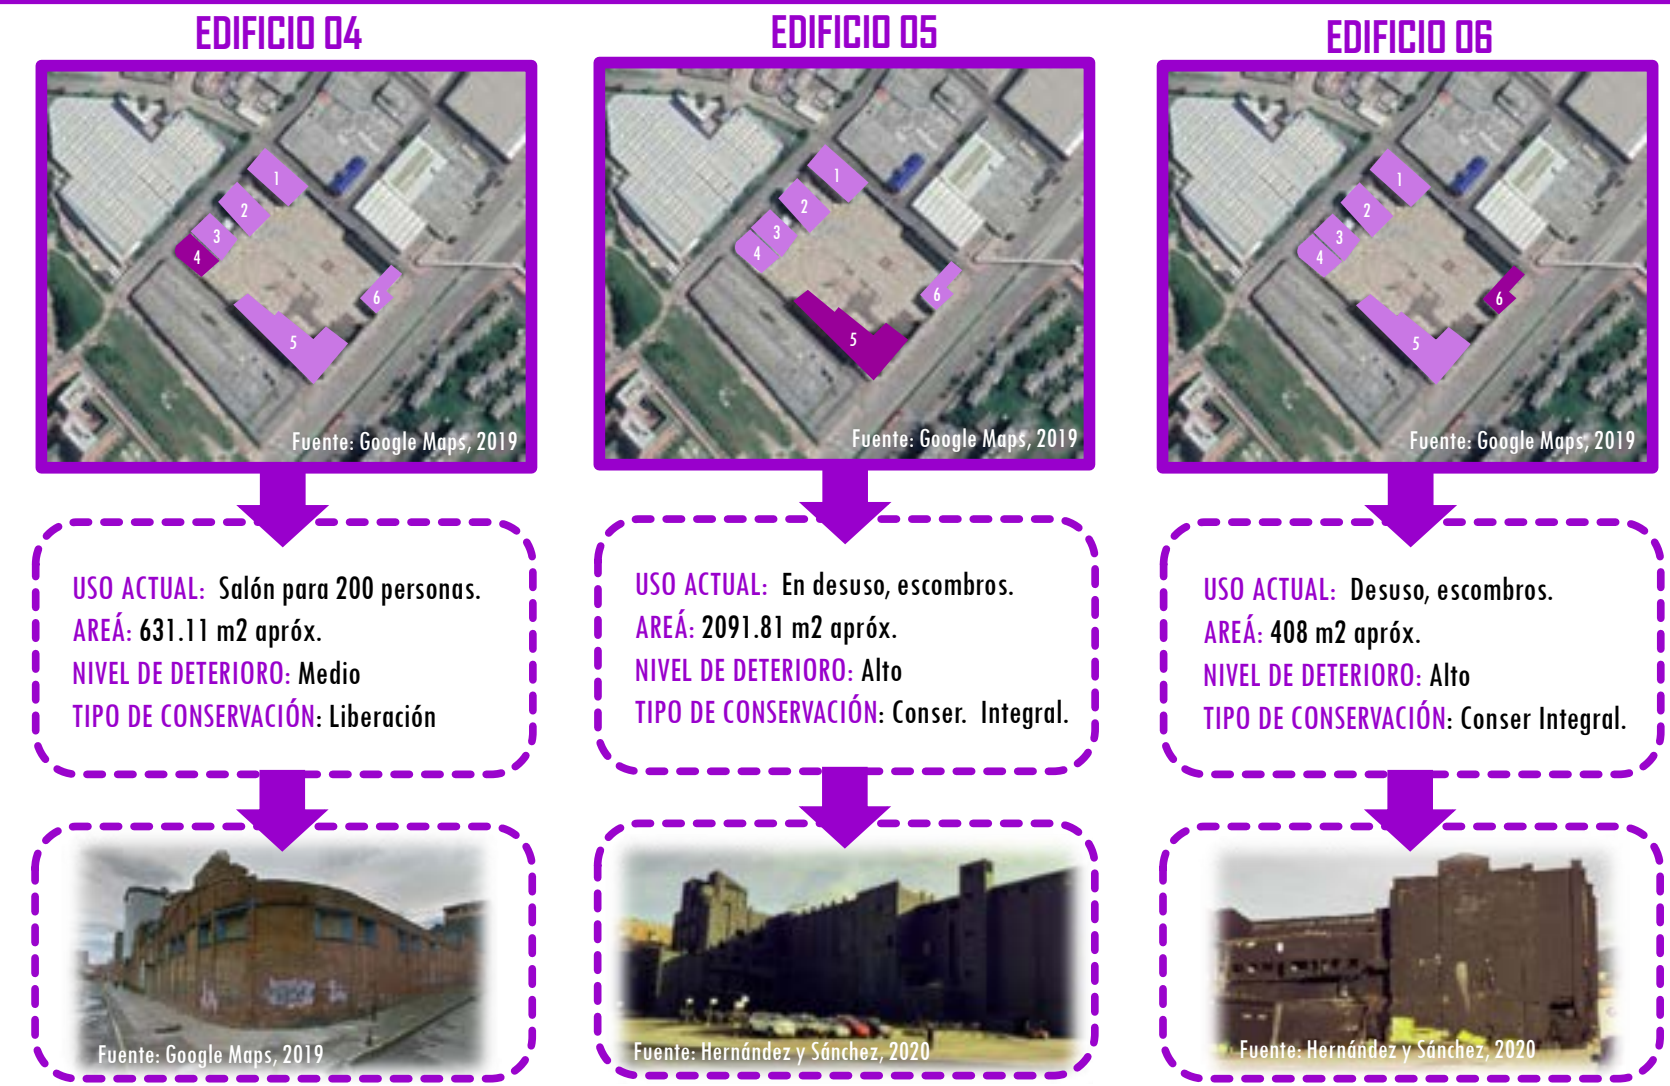 EDIFICIO 04
1
2
3
4
5
6
Fuente: Google Maps, 2019
USO ACTUAL: Salón para 200 personas.
AREÁ: 631.11 m2 apróx.
NIVEL DE DETERIORO: Medio
TIPO DE CONSERVACIÓN: Liberación
Fuente: Google Maps, 2019
EDIFICIO 05
1
2
3
4
5
6
Fuente: Google Maps, 2019
USO ACTUAL: En desuso, escombros.
AREÁ: 2091.81 m2 apróx.
NIVEL DE DETERIORO: Alto
TIPO DE CONSERVACIÓN: Conser. Integral.
Fuente: Hernández y Sánchez, 2020
EDIFICIO 06
1
2
3
4
5
6
Fuente: Google Maps, 2019
USO ACTUAL: Desuso, escombros.
AREÁ: 408 m2 apróx.
NIVEL DE DETERIORO: Alto
TIPO DE CONSERVACIÓN: Conser Integral.
Fuente: Hernández y Sánchez, 2020